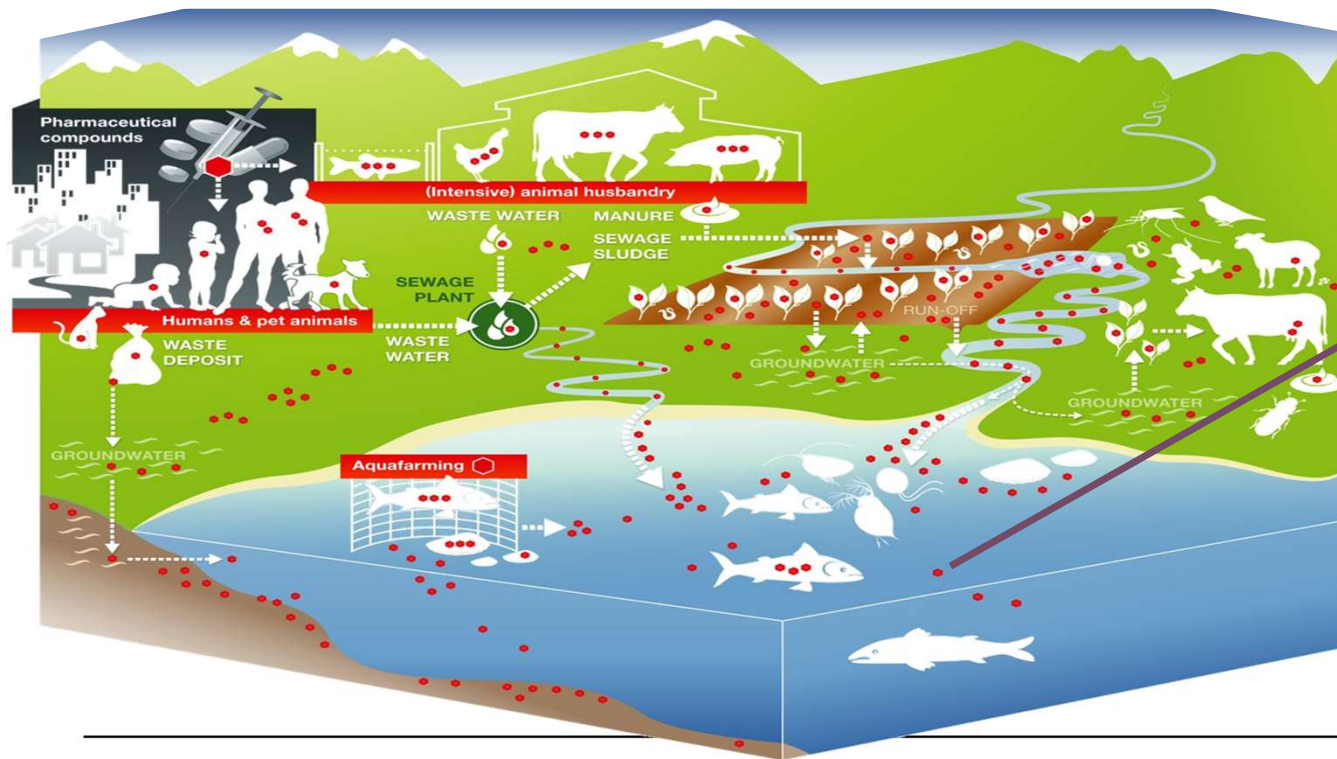 Pharmaceutical
compounds
(Intensive) animal husbandry
WASTE WATER
MANURE
SEWAGE
SLUDGE
SEWAGE
PLANT
Humans & pet animals
WASTE
DEPOSIT
WASTE
WATER
RUN-OFF
GROUNDWATER
GROUNDWATER
GROUNDWATER
Aquafarming